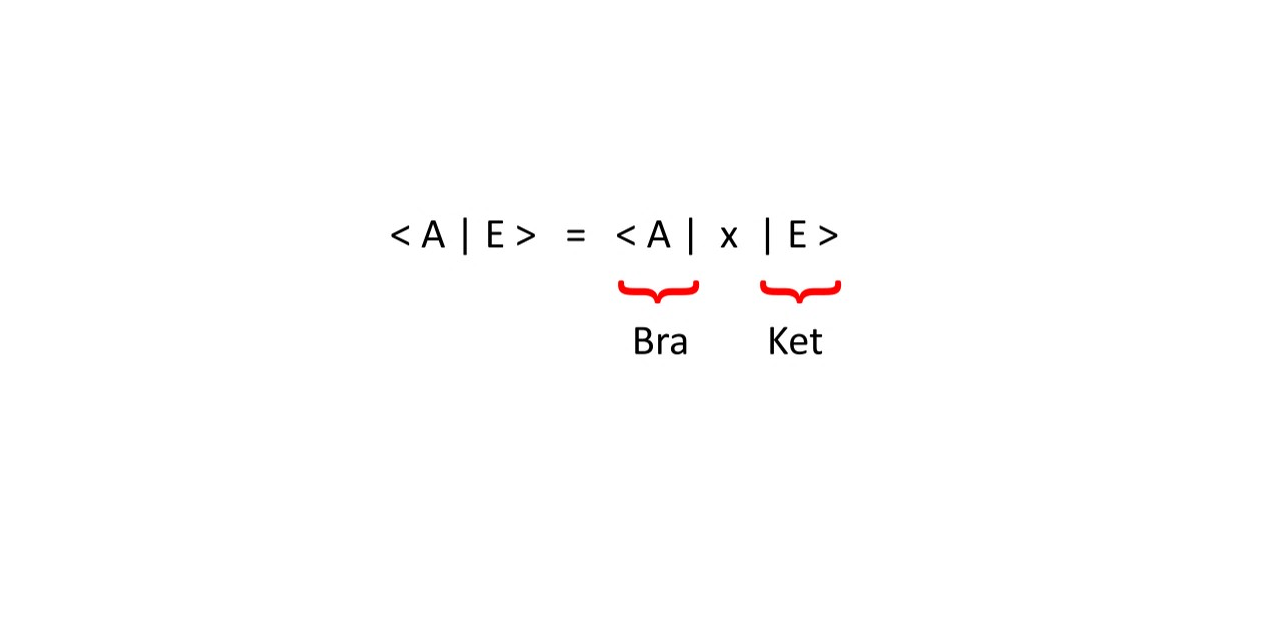 < A | E > = < A | x | E >
Bra Ket